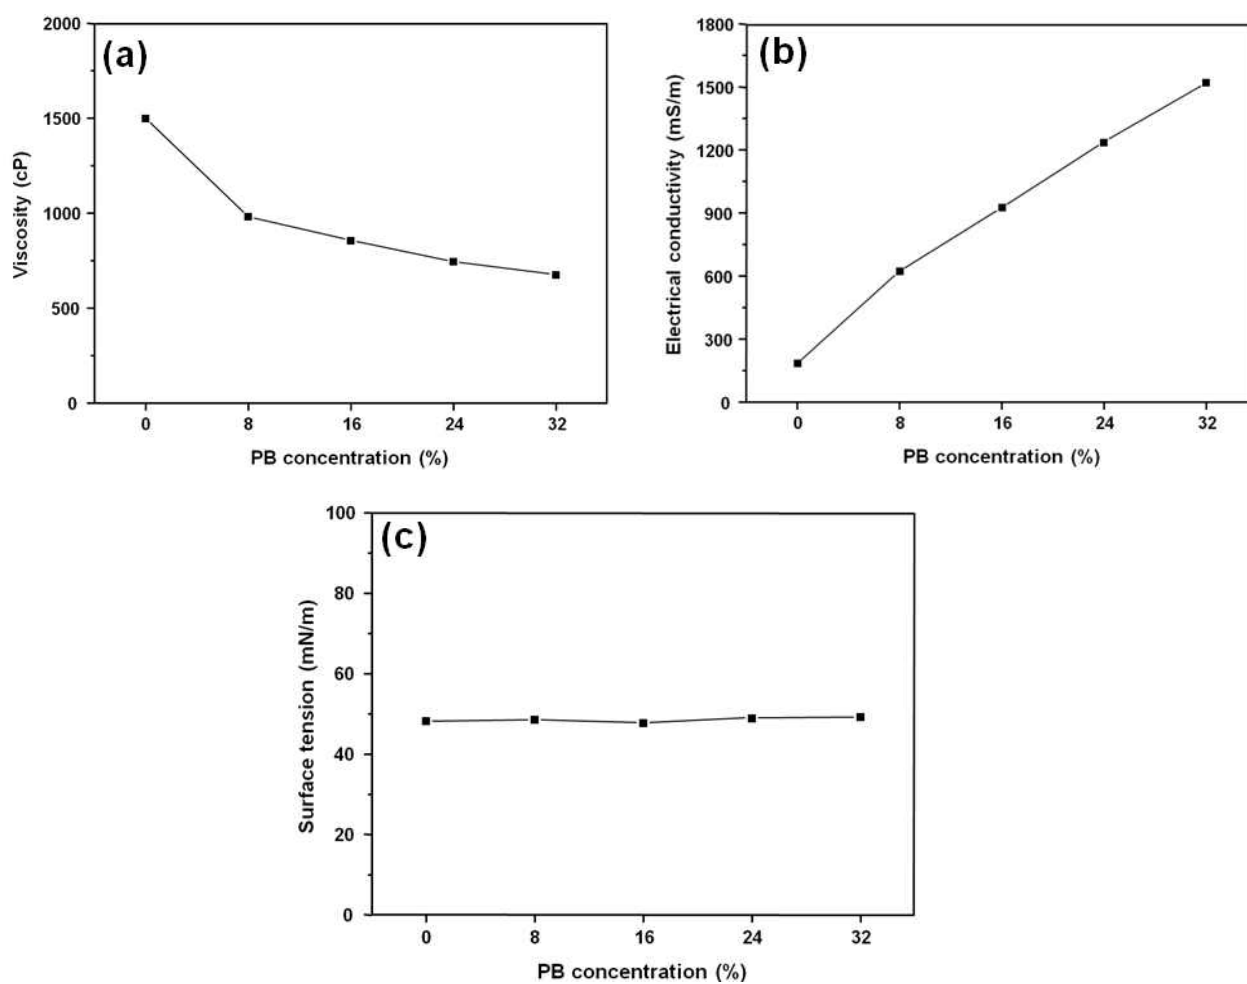 (a)
Viscosity (cP)
2000
1500
1000
500
0
0 8 16 24 32
PB concentration (%)
(b)
Electrical conductivity (mS/m)
1800
1500
1200
900
600
300
0
0 8 16 24 32
PB concentration (%)
(c)
Surface tension (mN/m)
100
80
60
40
20
0
0 8 16 24 32
PB concentration (%)